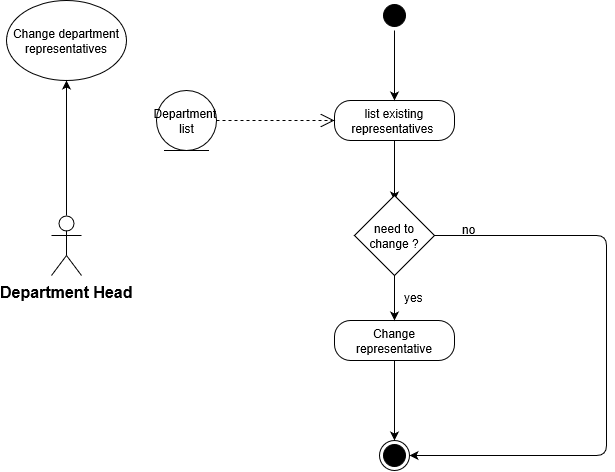 Change department
representatives
Department
list
list existing
representatives
need to
change ?
no
yes
Change
representative
Department Head